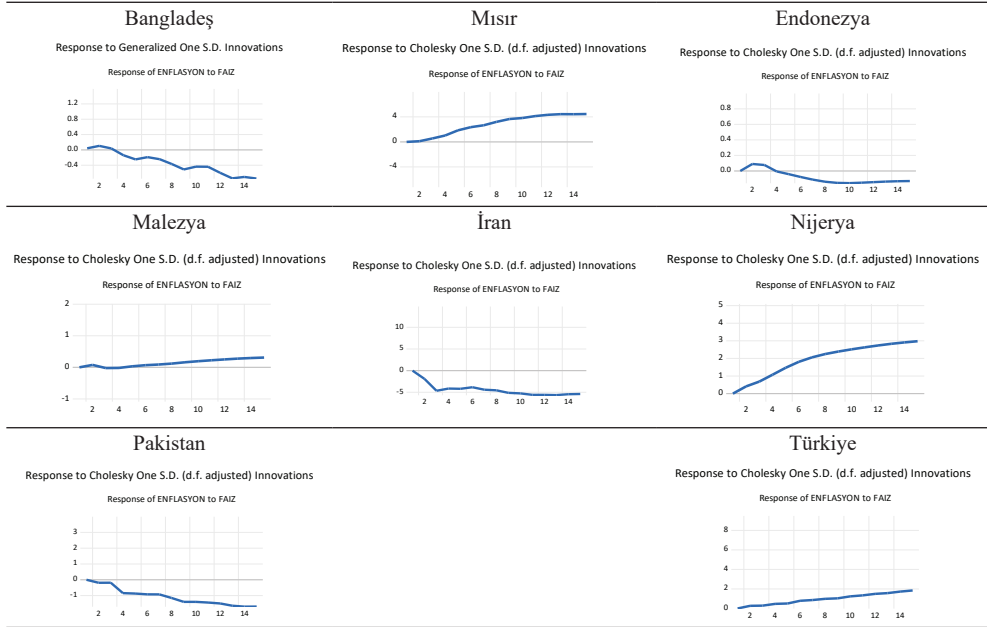 Bangladeş
Response to Generalized One S.D. Innovations
Response of ENFLASYON to FAIZ
1.2
0.8
0.4
0.0
-0.4
2 4 6 8 10 12 14
Mısır
Response to Cholesky One S.D. (d.f. adjusted) Innovations
Response of ENFLASYON to FAIZ
4
0
-4
2 4 6 8 10 12 14
Endonezya
Response to Cholesky One S.D. (d.f. adjusted) Innovations
Response of ENFLASYON to FAIZ
0.8
0.6
0.4
0.2
0.0
2 4 6 8 10 12 14
Malezya
Response to Cholesky One S.D. (d.f. adjusted) Innovations
Response of ENFLASYON to FAIZ
2
1
0
-1
2 4 6 8 10 12 14
İran
Response to Cholesky One S.D. (d.f. adjusted) Innovations
Response of ENFLASYON to FAIZ
10
5
0
-5
2 4 6 8 10 12 14
Nijerya
Response to Cholesky One S.D. (d.f. adjusted) Innovations
Response of ENFLASYON to FAIZ
5
4
3
2
1
0
2 4 6 8 10 12 14
Pakistan
Response to Cholesky One S.D. (d.f. adjusted) Innovations
Response of ENFLASYON to FAIZ
3
2
1
0
-1
2 4 6 8 10 12 14
Türkiye
Response to Cholesky One S.D. (d.f. adjusted) Innovations
Response of ENFLASYON to FAIZ
8
6
4
2
0
2 4 6 8 10 12 14